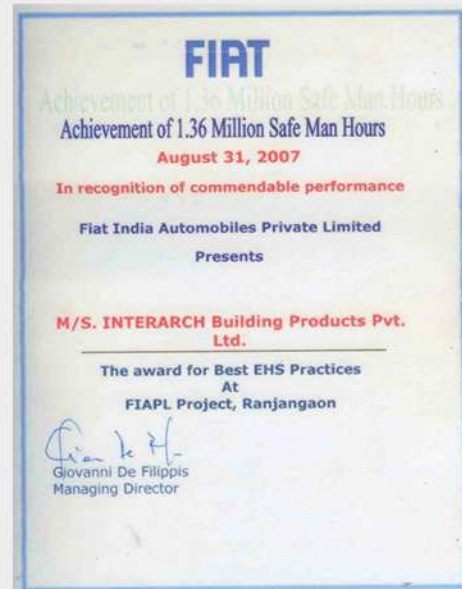 FIAT
Achievement of 1.36 Million Safe Man Hours
Achievement of 1.36 Million Safe Man Hours
August 31, 2007
In recognition of commendable performance
Fiat India Automobiles Private Limited
Presents
M/S. INTERARCH Building Products Pvt.
Ltd.
The award for Best EHS Practices
At
FIAPL Project, Ranjangaon
Giovanni De Filippis
Managing Director